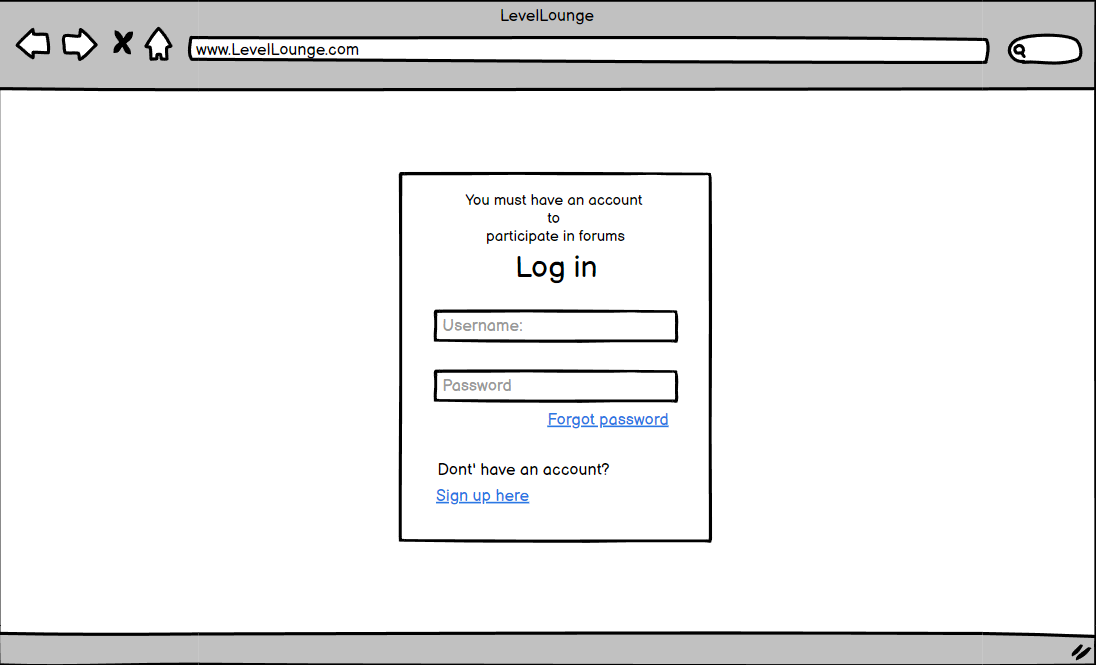 LevelLounge
www.LevelLounge.com
You must have an account
to
participate in forums
Log in
Username:
Password
Forgot password
Dont' have an account?
Sign up here